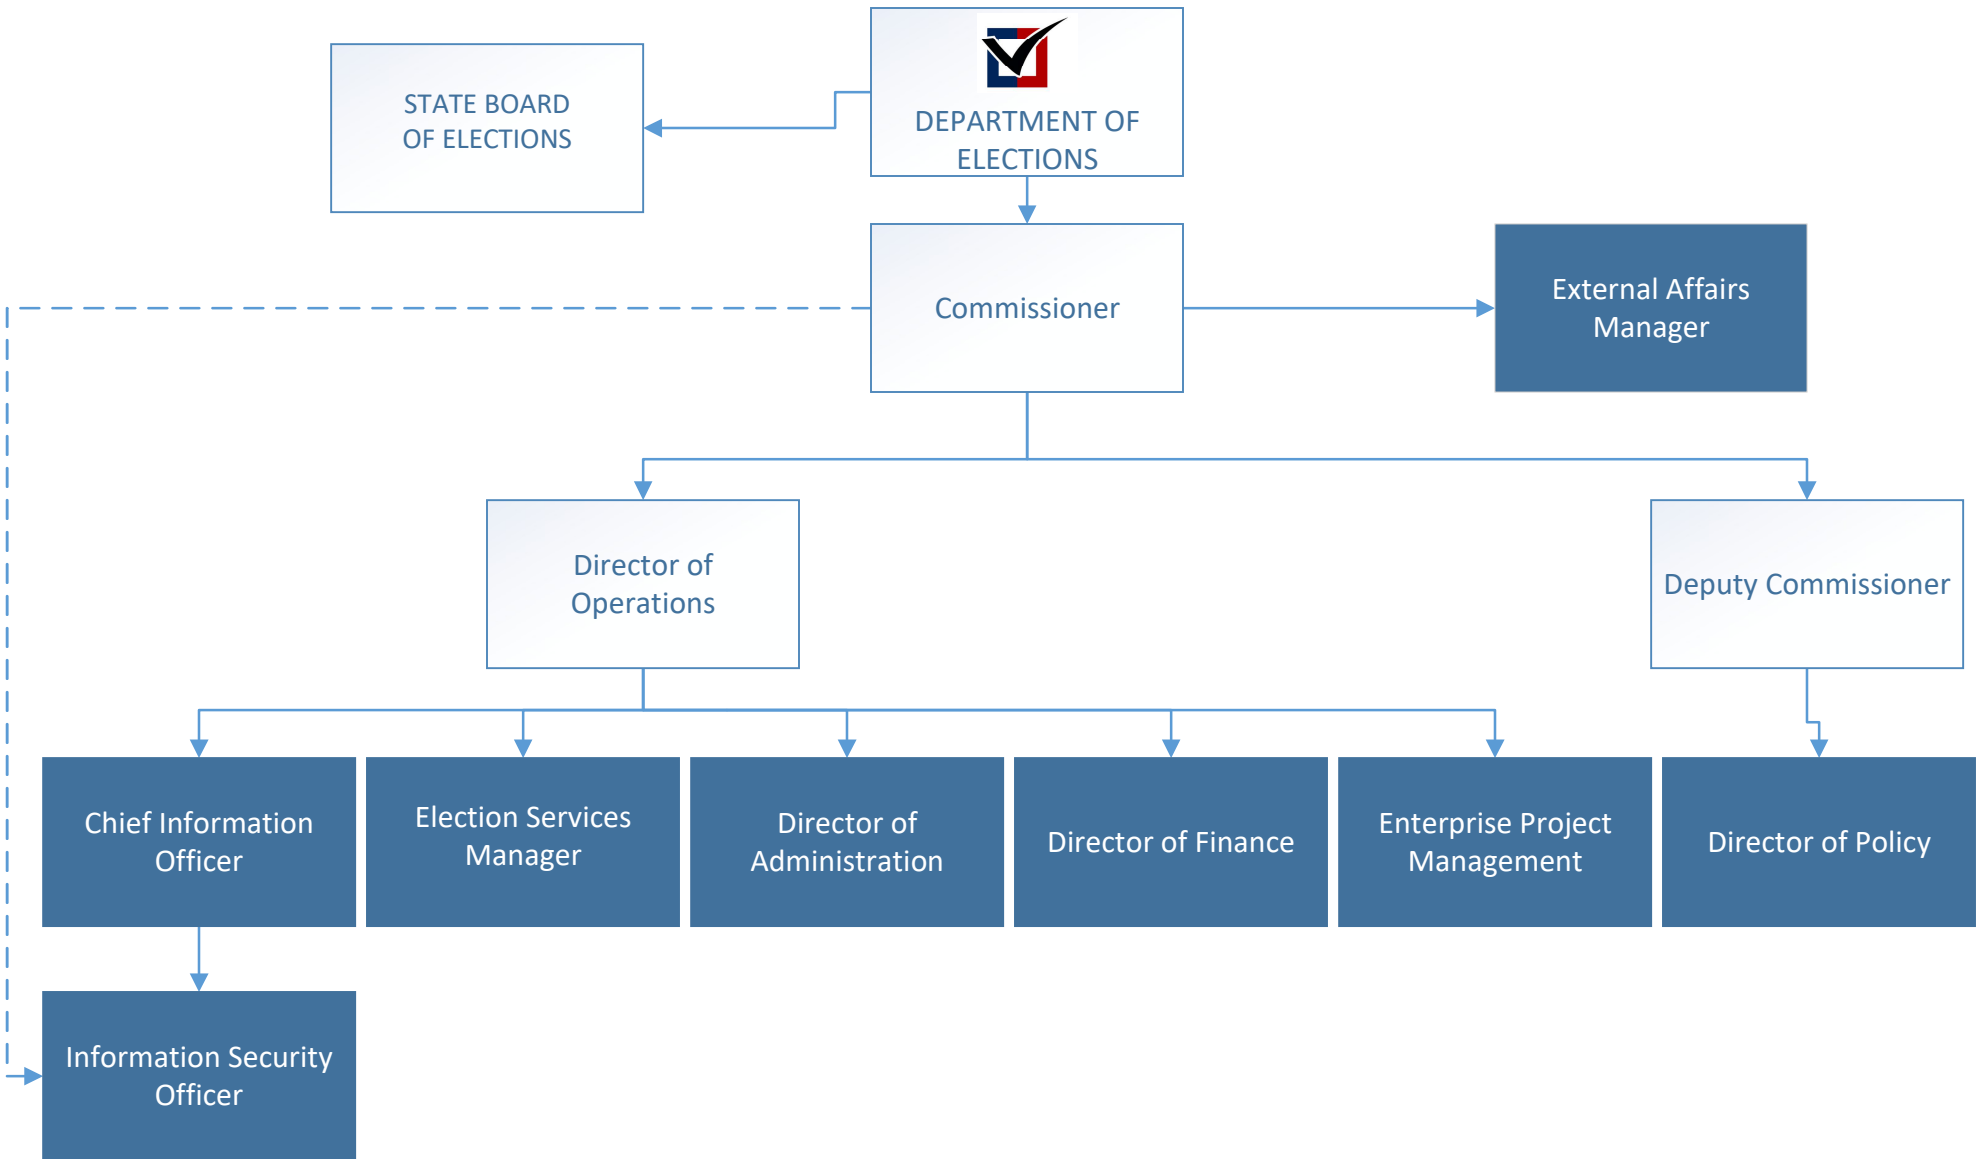 STATE BOARD
OF ELECTIONS
DEPARTMENT OF
ELECTIONS
Commissioner
External Affairs
Manager
Director of
Operations
Deputy Commissioner
Chief Information
Officer
Election Services
Manager
Director of
Administration
Director of Finance
Enterprise Project
Management
Director of Policy
Information Security
Officer